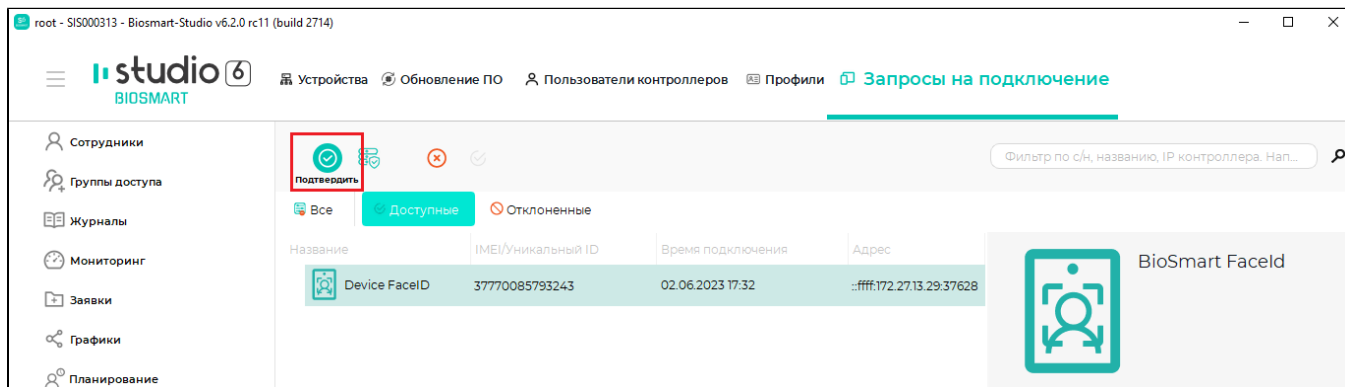 root - SIS000313 - Biosmart-Studio v6.2.0 rc11 (build 2714)
studio 6
BIOSMART
Устройства Обновление ПО Пользователи контроллеров Профили Запросы на подключение
Сотрудники
Группы доступа
Журналы
Мониторинг
Заявки
Графики
Планирование
Подтвердить
Фильтр по с/н, названию, IP контроллера. Нап...
Все Доступные Отклоненные
Название IMEI/Уникальный ID Время подключения Адрес
Device FaceID 37770085793243 02.06.2023 17:32 ::ffff:172.27.13.29:37628
BioSmart FaceId